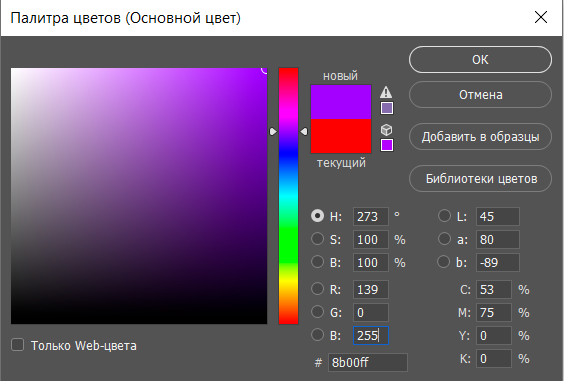 Палитра цветов (Основной цвет)
новый
текущий
ОК
Отмена
Добавить в образцы
Библиотеки цветов
H: 273 °
S: 100 %
B: 100 %
R: 139
G: 0
B: 255
# 8b00ff
L: 45
a: 80
b: -89
C: 53 %
M: 75 %
Y: 0 %
K: 0 %
Только Web-цвета